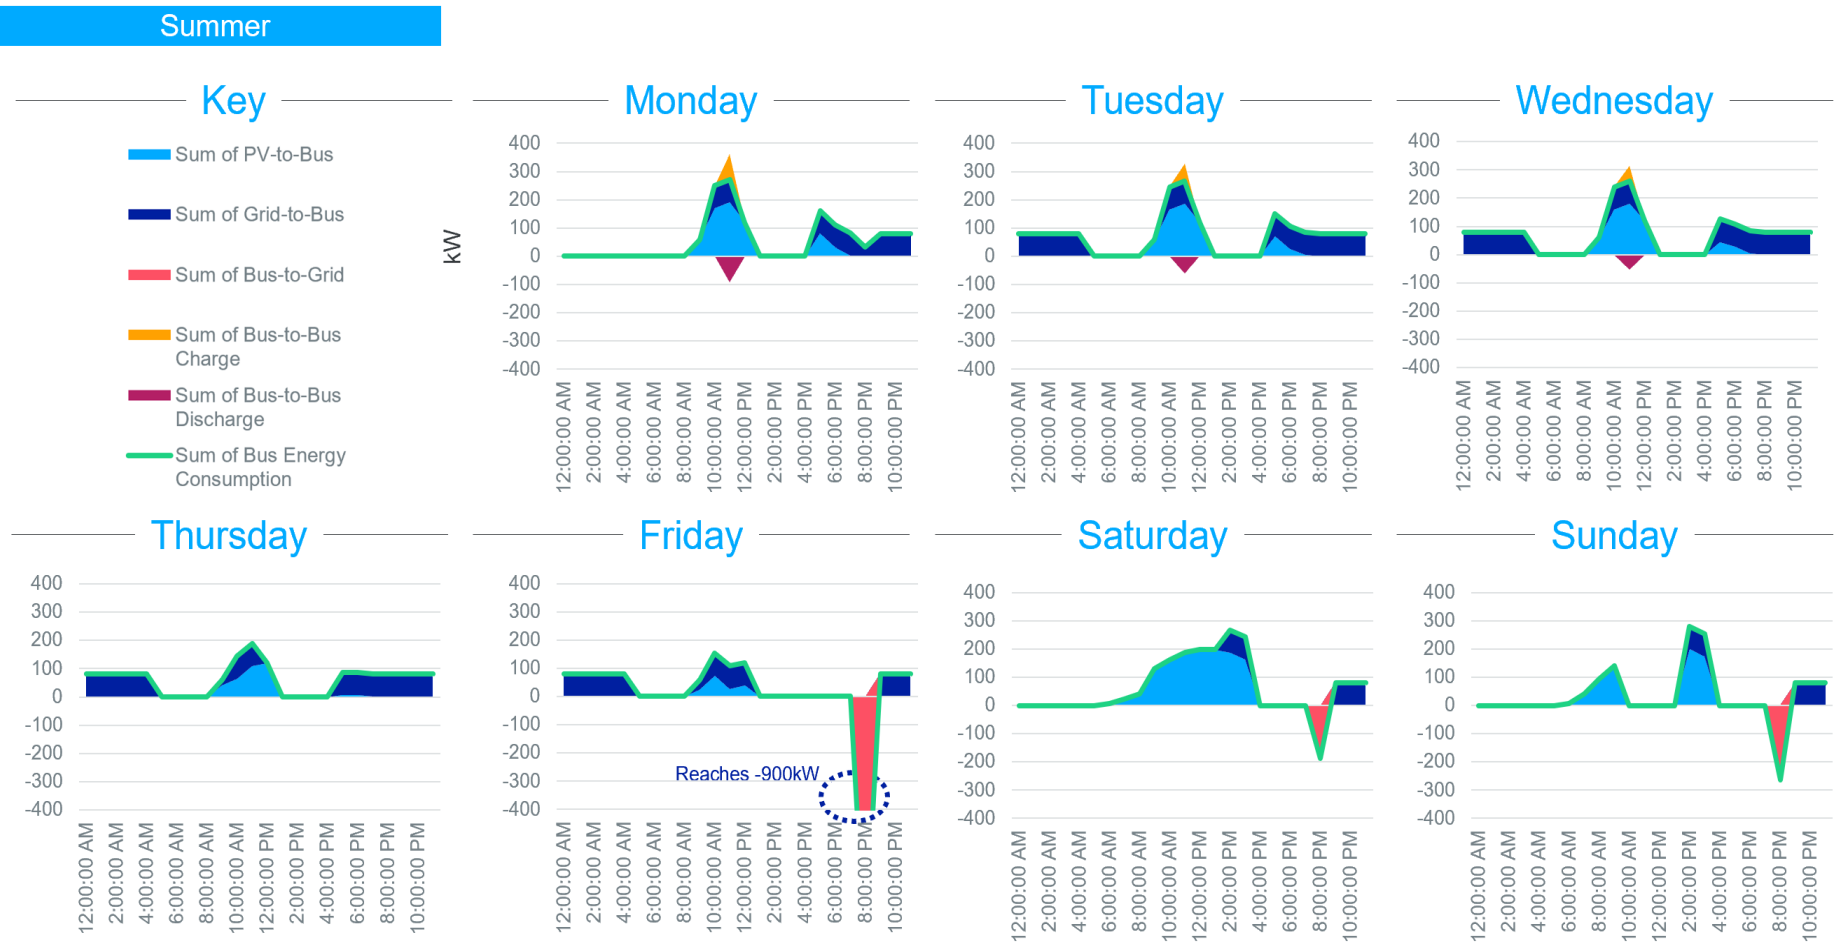 Summer
Key
Sum of PV-to-Bus
Sum of Grid-to-Bus
Sum of Bus-to-Grid
Sum of Bus-to-Bus
Charge
Sum of Bus-to-Bus
Discharge
Sum of Bus Energy
Consumption
kW
Monday
400
300
200
100
0
-100
-200
-300
-400
12:00:00 AM
2:00:00 AM
4:00:00 AM
6:00:00 AM
8:00:00 AM
10:00:00 AM
12:00:00 PM
2:00:00 PM
4:00:00 PM
6:00:00 PM
8:00:00 PM
10:00:00 PM
Tuesday
400
300
200
100
0
-100
-200
-300
-400
12:00:00 AM
2:00:00 AM
4:00:00 AM
6:00:00 AM
8:00:00 AM
10:00:00 AM
12:00:00 PM
2:00:00 PM
4:00:00 PM
6:00:00 PM
8:00:00 PM
10:00:00 PM
Wednesday
400
300
200
100
0
-100
-200
-300
-400
12:00:00 AM
2:00:00 AM
4:00:00 AM
6:00:00 AM
8:00:00 AM
10:00:00 AM
12:00:00 PM
2:00:00 PM
4:00:00 PM
6:00:00 PM
8:00:00 PM
10:00:00 PM
Thursday
400
300
200
100
0
-100
-200
-300
-400
12:00:00 AM
2:00:00 AM
4:00:00 AM
6:00:00 AM
8:00:00 AM
10:00:00 AM
12:00:00 PM
2:00:00 PM
4:00:00 PM
6:00:00 PM
8:00:00 PM
10:00:00 PM
Friday
400
300
200
100
0
-100
-200
-300
-400
Reaches -900kW
12:00:00 AM
2:00:00 AM
4:00:00 AM
6:00:00 AM
8:00:00 AM
10:00:00 AM
12:00:00 PM
2:00:00 PM
4:00:00 PM
6:00:00 PM
8:00:00 PM
10:00:00 PM
Saturday
400
300
200
100
0
-100
-200
-300
-400
12:00:00 AM
2:00:00 AM
4:00:00 AM
6:00:00 AM
8:00:00 AM
10:00:00 AM
12:00:00 PM
2:00:00 PM
4:00:00 PM
6:00:00 PM
8:00:00 PM
10:00:00 PM
Sunday
400
300
200
100
0
-100
-200
-300
-400
12:00:00 AM
2:00:00 AM
4:00:00 AM
6:00:00 AM
8:00:00 AM
10:00:00 AM
12:00:00 PM
2:00:00 PM
4:00:00 PM
6:00:00 PM
8:00:00 PM
10:00:00 PM